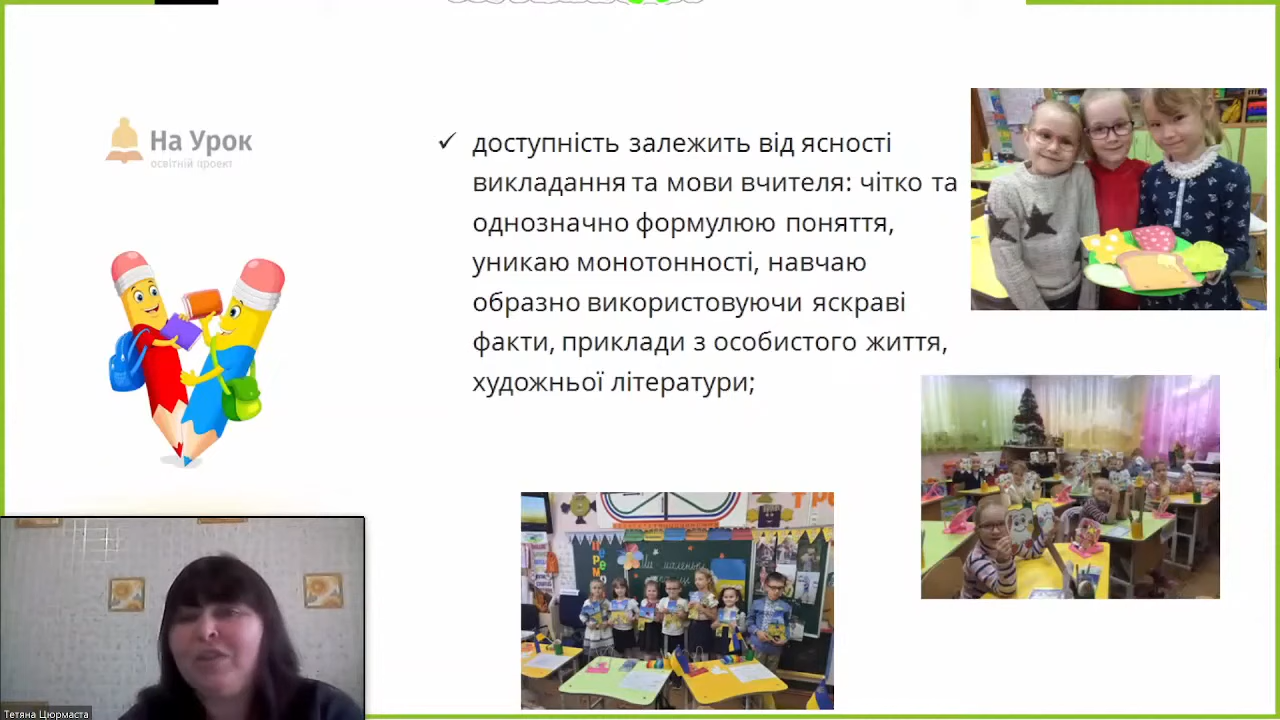 На Урок
освітній проект
✓ доступність залежить від ясності
викладання та мови вчителя: чітко та
однозначно формулюю поняття,
уникаю монотонності, навчаю
образно використовуючи яскраві
факти, приклади з особистого життя,
художньої літератури;
Тетяна Цюрмаста